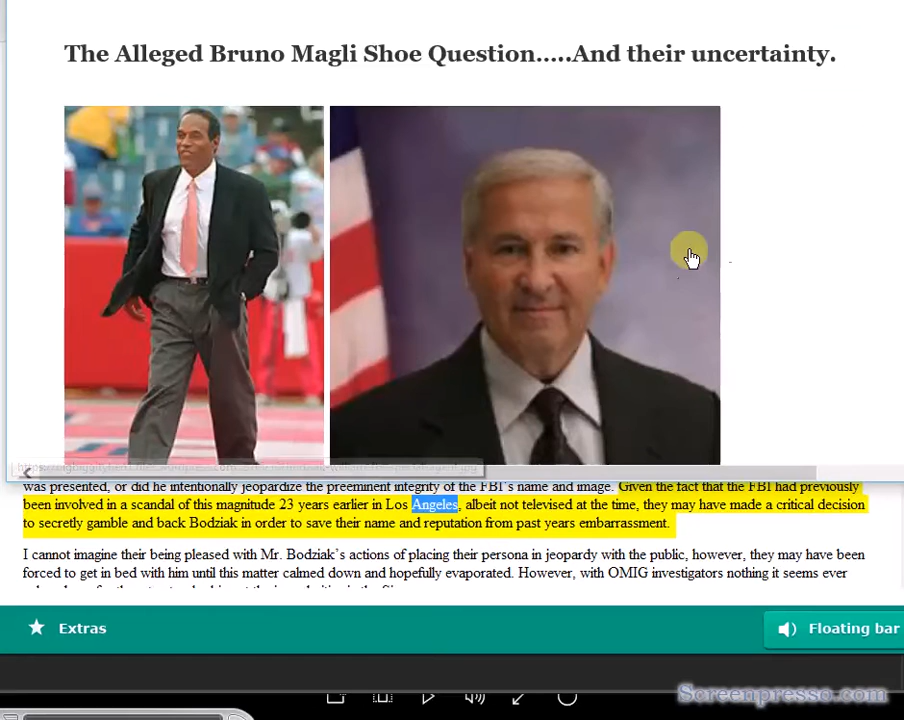 The Alleged Bruno Magli Shoe Question.....And their uncertainty.
was presented, or did he intentionally jeopardize the preeminent integrity of the FBI's name and image. Given the fact that the FBI had previously
been involved in a scandal of this magnitude 23 years earlier in Los Angeles, albeit not televised at the time, they may have made a critical decision
to secretly gamble and back Bodziak in order to save their name and reputation from past years embarrassment.
I cannot imagine their being pleased with Mr. Bodziak's actions of placing their persona in jeopardy with the public, however, they may have been
forced to get in bed with him until this matter calmed down and hopefully evaporated. However, with OMIG investigators nothing it seems ever
Extras
Floating bar
Screenpresso.com